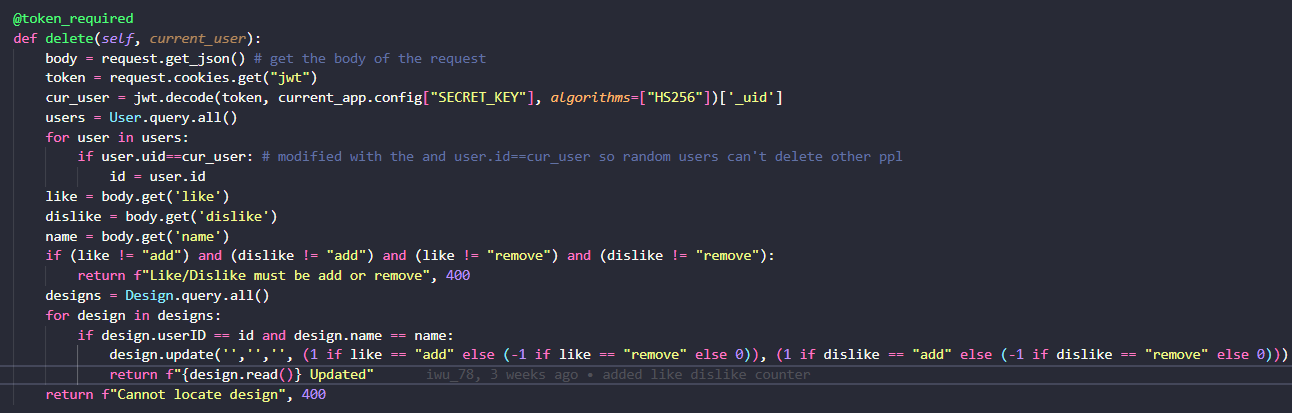 @token_required
def delete(self, current_user):
    body = request.get_json() # get the body of the request
    token = request.cookies.get("jwt")
    cur_user = jwt.decode(token, current_app.config["SECRET_KEY"], algorithms=["HS256"])['_uid']
    users = User.query.all()
    for user in users:
        if user.uid==cur_user: # modified with the and user.id==cur_user so random users can't delete other ppl
            id = user.id
    like = body.get('like')
    dislike = body.get('dislike')
    name = body.get('name')
    if (like != "add") and (dislike != "add") and (like != "remove") and (dislike != "remove"):
        return f"Like/Dislike must be add or remove", 400
    designs = Design.query.all()
    for design in designs:
        if design.userID == id and design.name == name:
            design.update('','','', (1 if like == "add" else (-1 if like == "remove" else 0)), (1 if dislike == "add" else (-1 if dislike == "remove" else 0)))
            return f"{design.read()} Updated" iwu_78, 3 weeks ago • added like dislike counter
    return f"Cannot locate design", 400